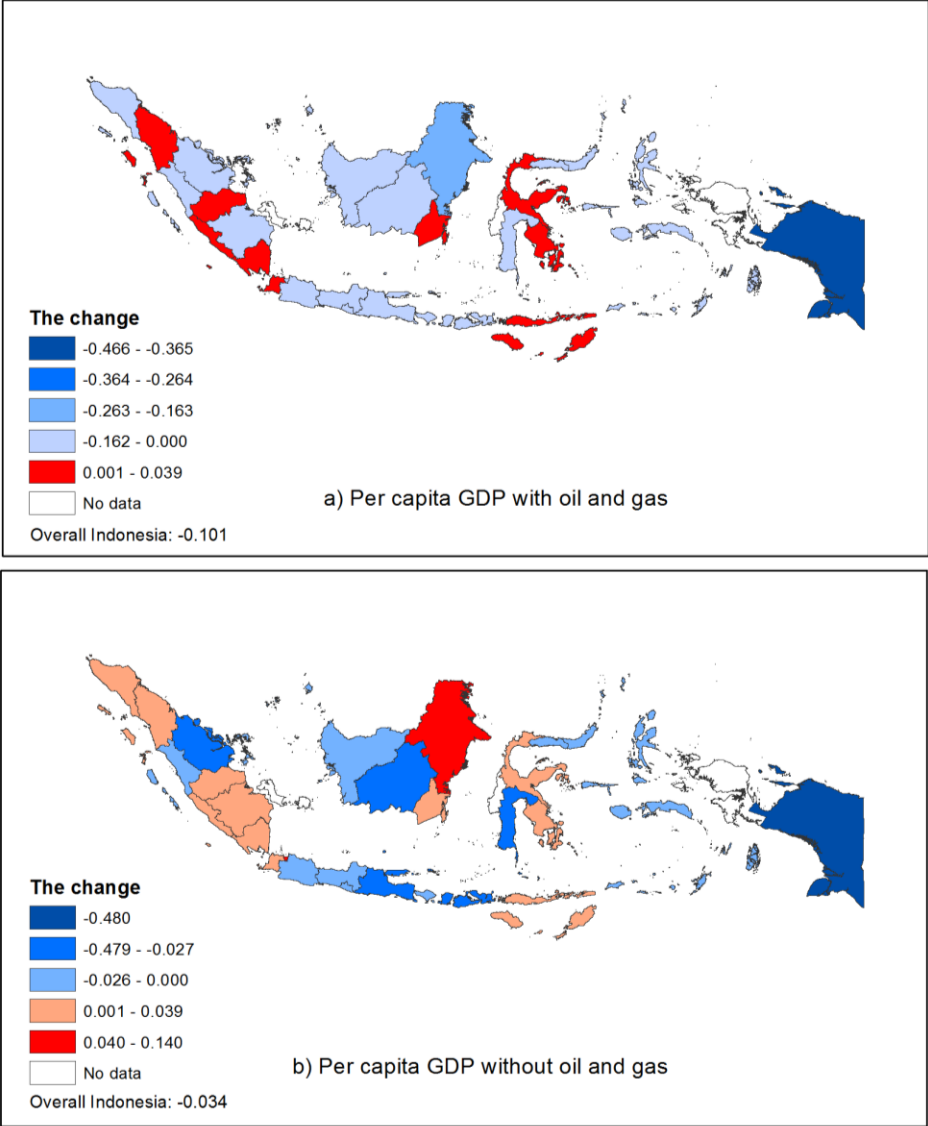 The change
-0.466 - -0.365
-0.364 - -0.264
-0.263 - -0.163
-0.162 - 0.000
0.001 - 0.039
No data
a) Per capita GDP with oil and gas
Overall Indonesia: -0.101
The change
-0.480
-0.479 - -0.027
-0.026 - 0.000
0.001 - 0.039
0.040 - 0.140
No data
b) Per capita GDP without oil and gas
Overall Indonesia: -0.034